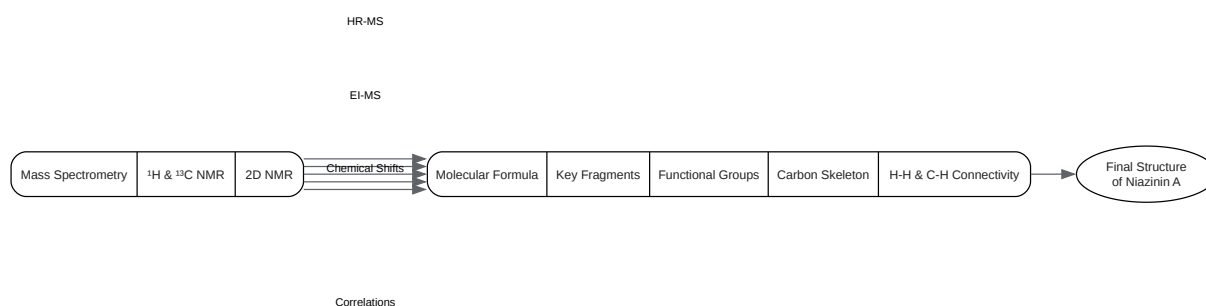 HR-MS
EI-MS
Mass Spectrometry
¹H & ¹³C NMR
2D NMR
Chemical Shifts
Molecular Formula
Key Fragments
Functional Groups
Carbon Skeleton
H-H & C-H Connectivity
Final Structure
of Niazinin A
Correlations